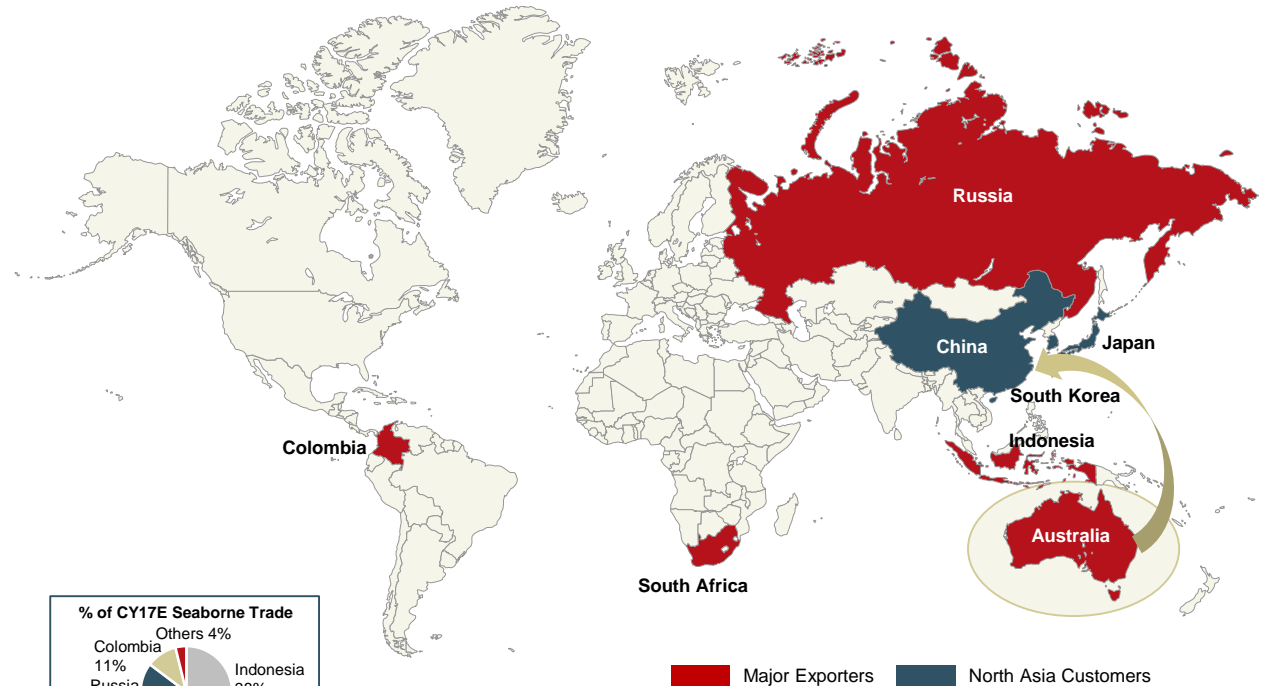 Russia
China
Japan
South Korea
Indonesia
Colombia
Australia
South Africa
% of CY17E Seaborne Trade
Others 4%
Colombia
11%
Indonesia
Russia
Major Exporters
North Asia Customers